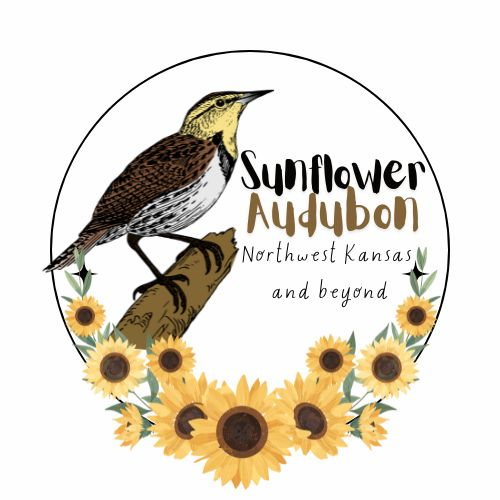 Sunflower
Audubon
Northwest Kansas
and beyond